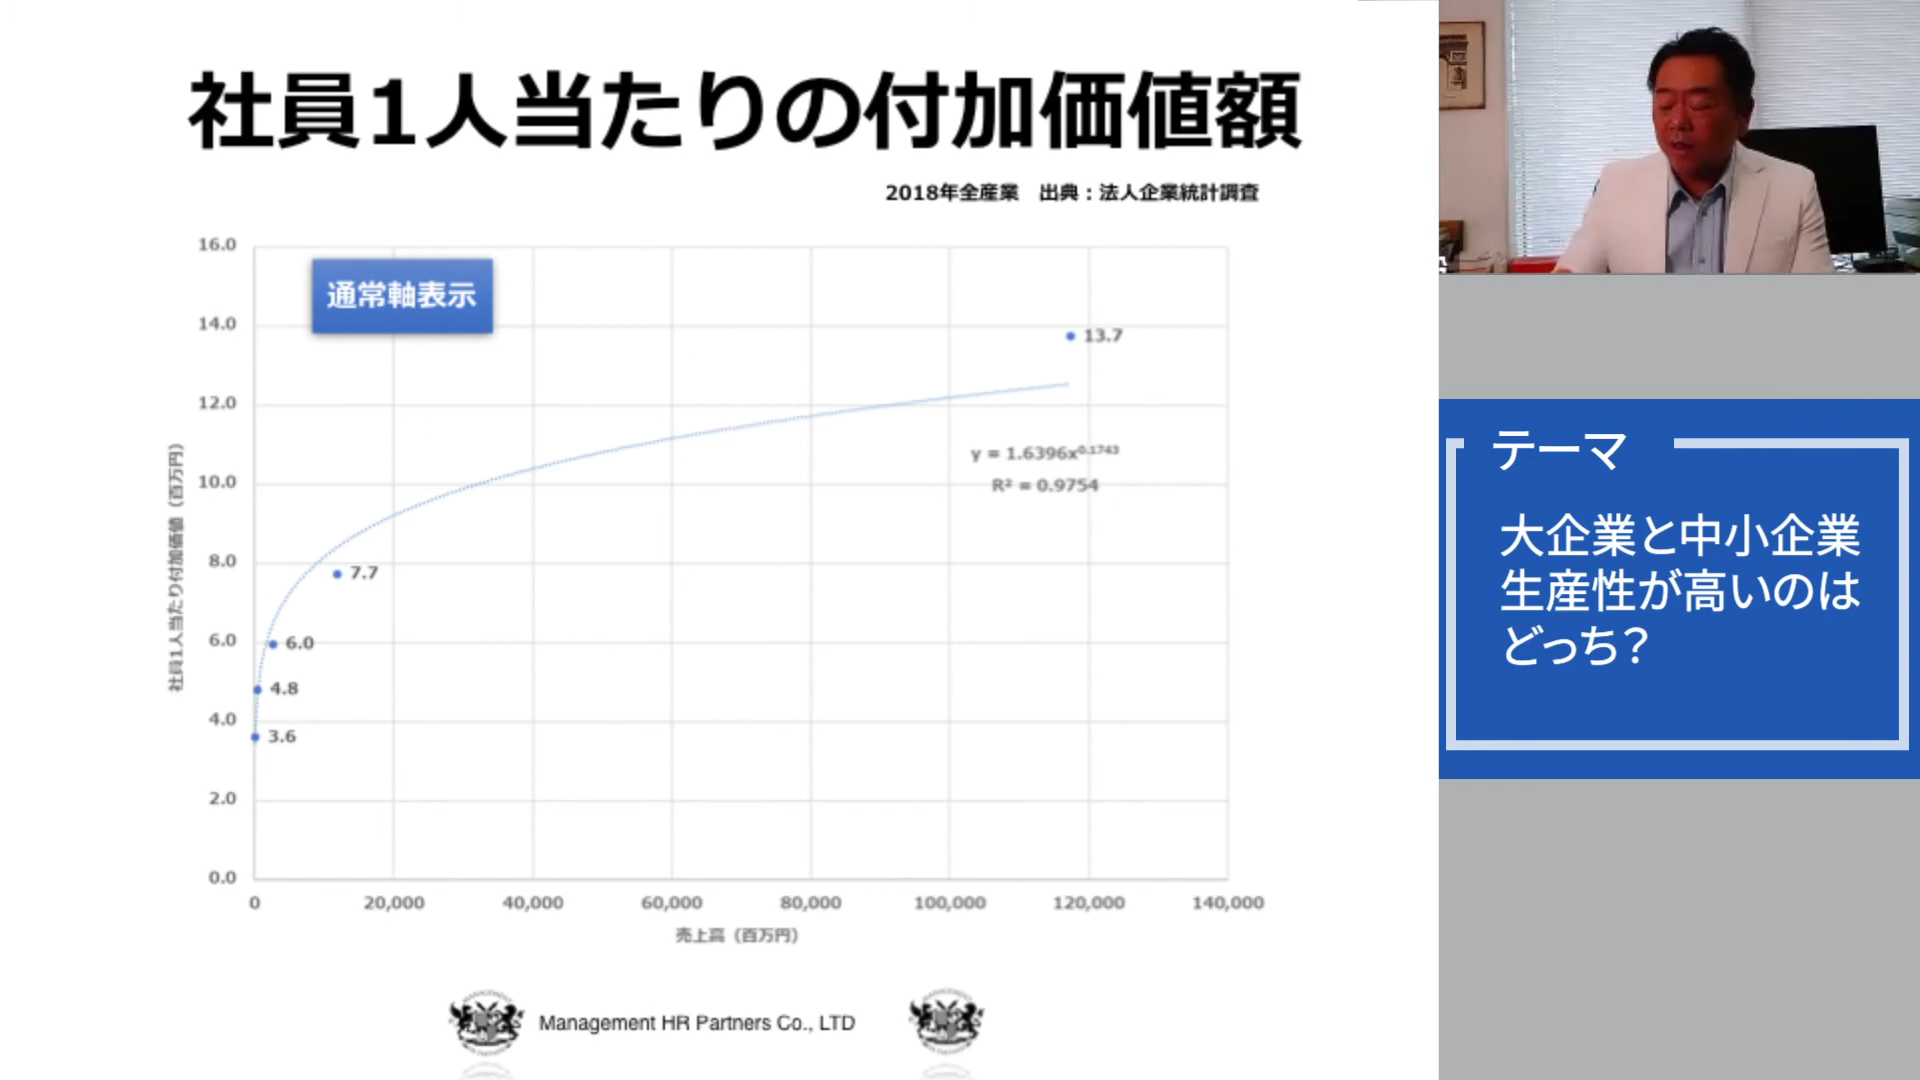 社員1人当たりの付加価値額
2018年全産業　出典：法人企業統計調査
通常軸表示
16.0
14.0
12.0
10.0
8.0
6.0
4.0
2.0
0.0
社員1人当たり付加価値（百万円）
13.7
7.7
6.0
4.8
3.6
y = 1.6396x^0.1743
R² = 0.9754
0
20,000
40,000
60,000
80,000
100,000
120,000
140,000
売上高（百万円）
Management HR Partners Co., LTD
テーマ
大企業と中小企業
生産性が高いのは
どっち？